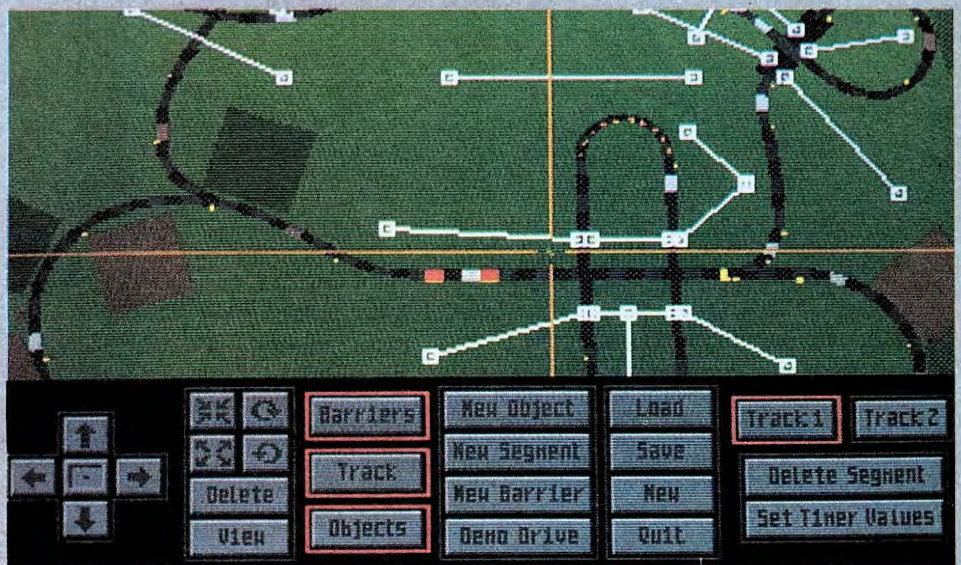 Barriers
Track
Objects
Delete
View
New Object
New Segment
New Barrier
Demo Drive
Load
Save
New
Quit
Track 1
Track 2
Delete Segment
Set Timer Values